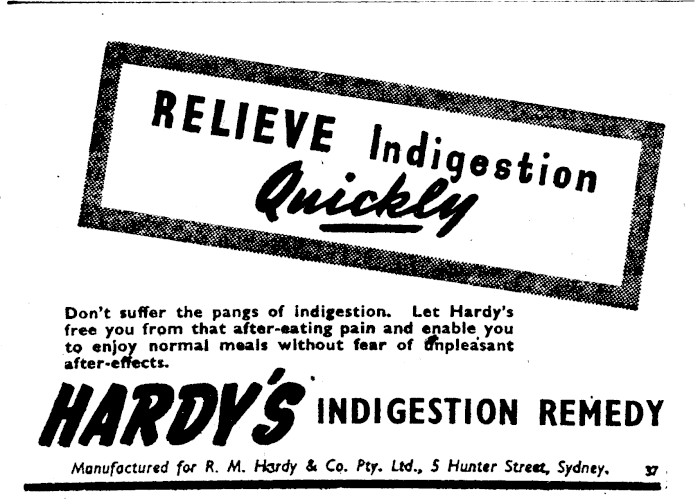 RELIEVE Indigestion
Quickly
Don't suffer the pangs of indigestion. Let Hardy's
free you from that after-eating pain and enable you
to enjoy normal meals without fear of unpleasant
after-effects.
HARDY'S INDIGESTION REMEDY
Manufactured for R. M. Hardy & Co. Pty. Ltd., 5 Hunter Street, Sydney. 37